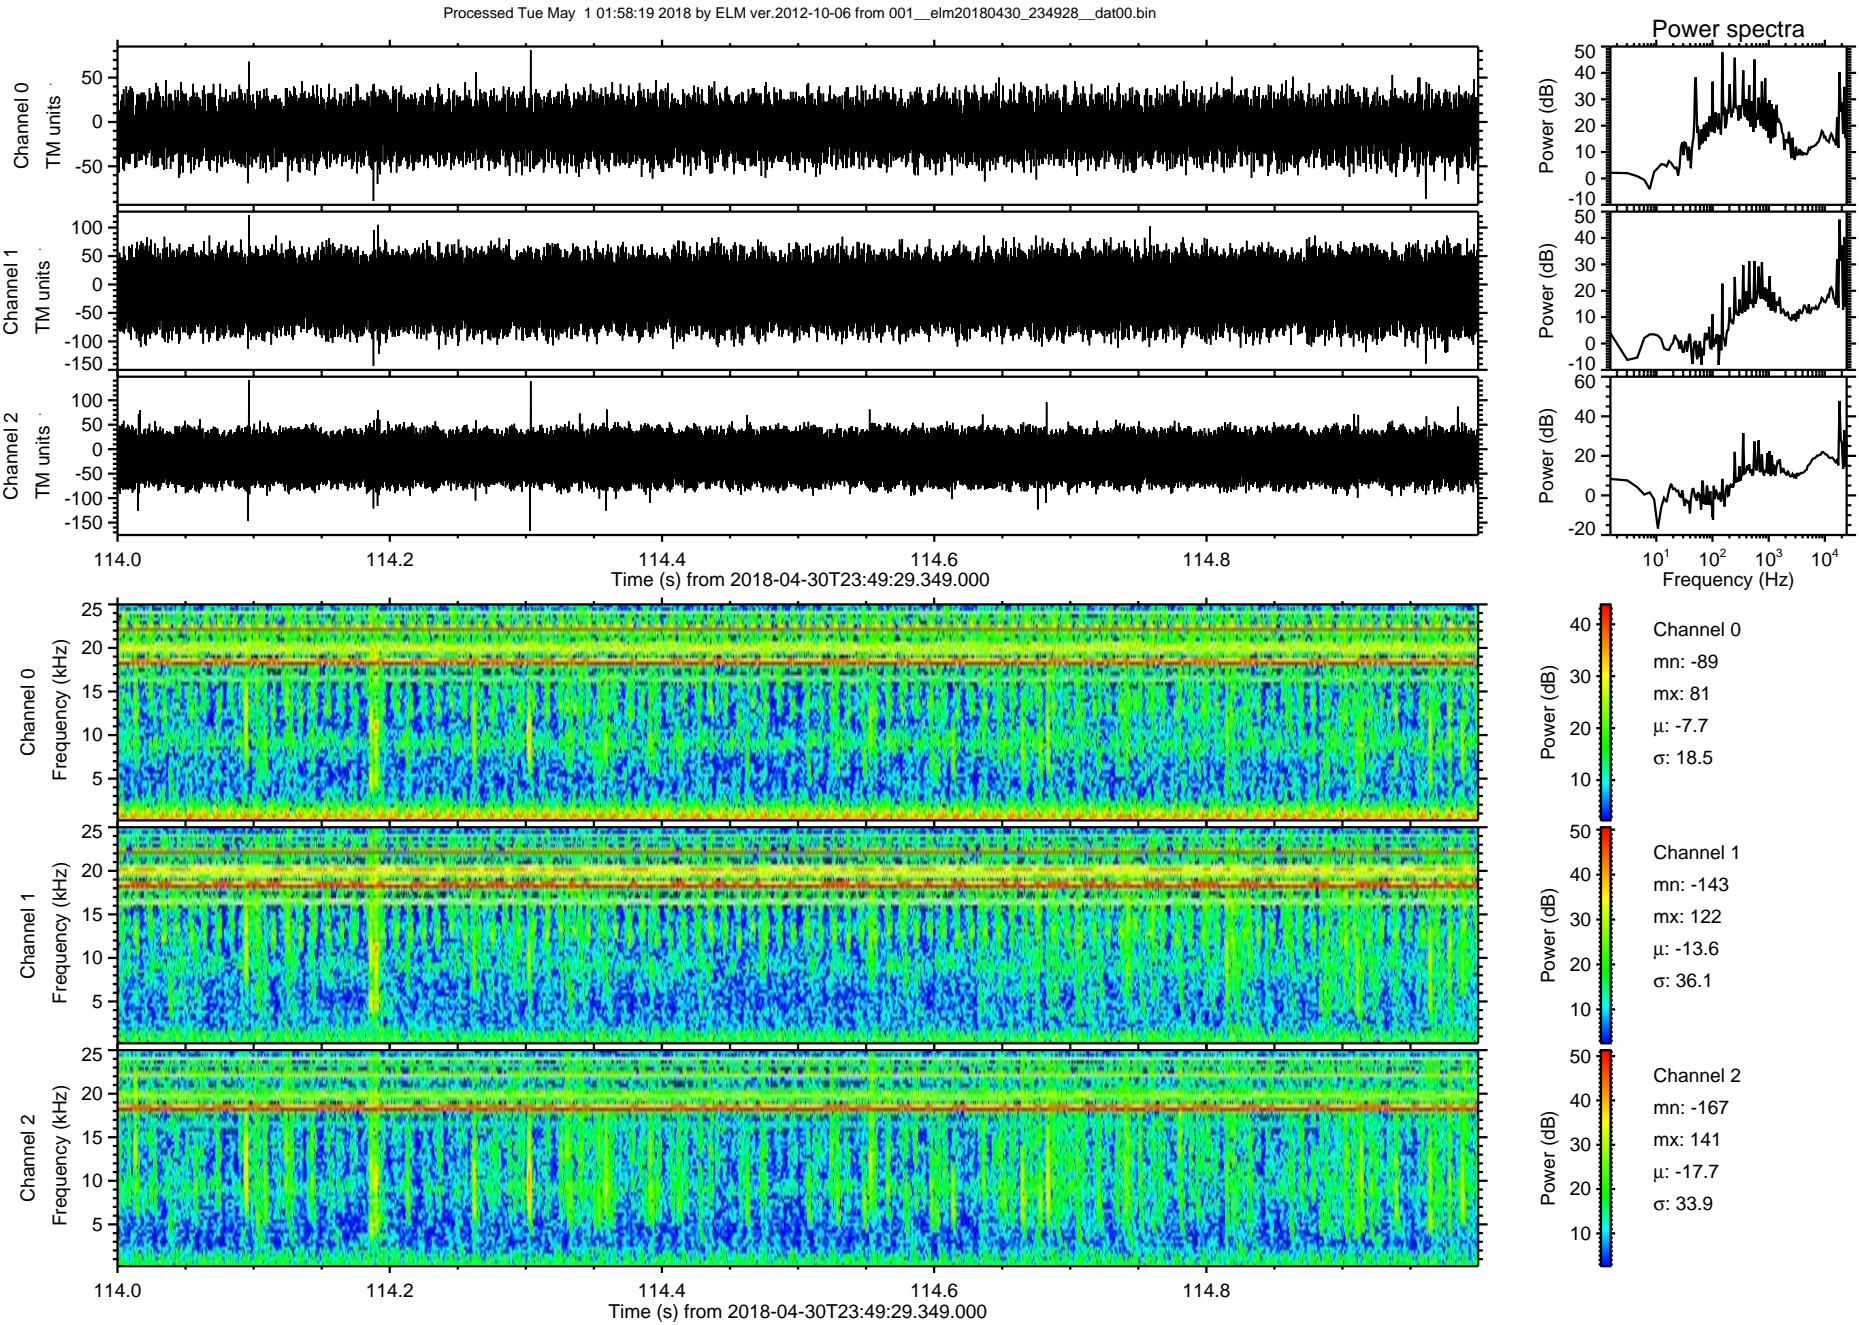 Processed Tue May  1 01:58:19 2018 by ELM ver.2012-10-06 from 001__elm20180430_234928__dat00.bin
Power spectra
Channel 0
TM units
50
0
-50
Power (dB)
50
40
30
20
10
0
-10
Channel 1
TM units
100
50
0
-50
-100
-150
Power (dB)
50
40
30
20
10
0
-10
Channel 2
TM units
100
50
0
-50
-100
-150
Power (dB)
60
40
20
0
-20
114.0 114.2 114.4 114.6 114.8
Time (s) from 2018-04-30T23:49:29.349.000
10^1 10^2 10^3 10^4
Frequency (Hz)
Channel 0
Frequency (kHz)
25
20
15
10
5
Power (dB)
40
30
20
10
Channel 0
mn: -89
mx: 81
μ: -7.7
σ: 18.5
Channel 1
Frequency (kHz)
25
20
15
10
5
Power (dB)
50
40
30
20
10
Channel 1
mn: -143
mx: 122
μ: -13.6
σ: 36.1
Channel 2
Frequency (kHz)
25
20
15
10
5
Power (dB)
50
40
30
20
10
Channel 2
mn: -167
mx: 141
μ: -17.7
σ: 33.9
114.0 114.2 114.4 114.6 114.8
Time (s) from 2018-04-30T23:49:29.349.000